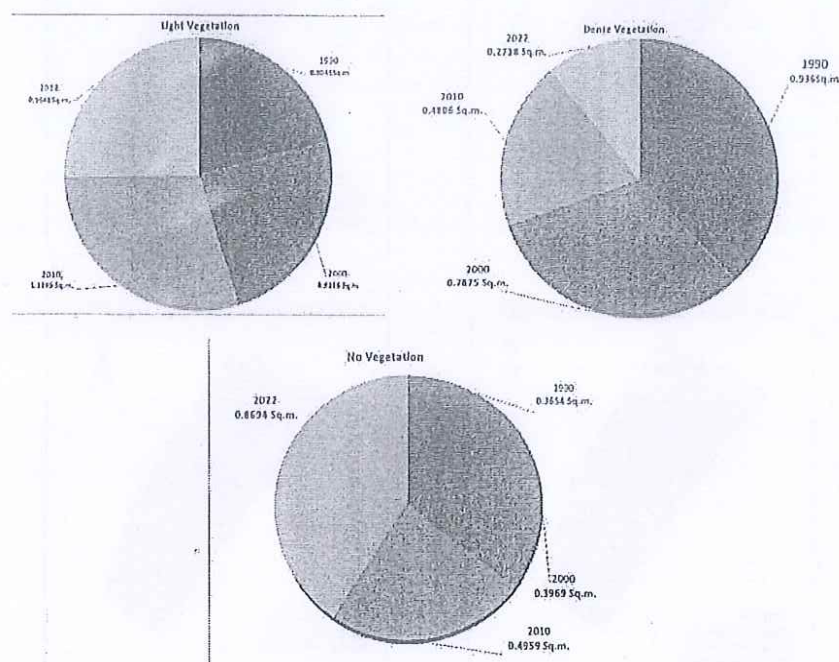 Light Vegetation
1990
2022
2010
2000
Dense Vegetation
2022
0.2738 Sq.m.
1990
0.936Sq.m
2010
0.4806 Sq.m.
2000
0.7875 Sq.m.
No Vegetation
2022
0.8694 Sq.m.
1990
0.3654 Sq.m.
2000
0.3969 Sq.m.
2010
0.4959 Sq.m.